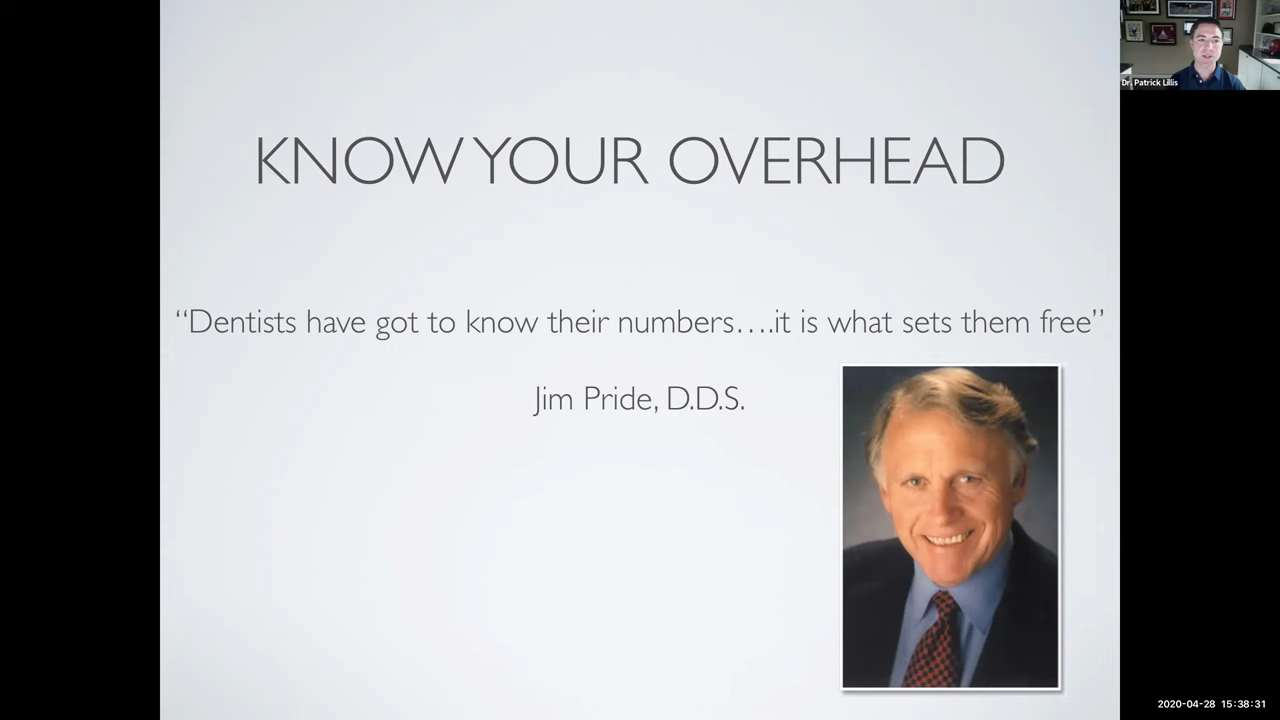 Dr. Patrick Lillis
KNOW YOUR OVERHEAD
“Dentists have got to know their numbers….it is what sets them free”
Jim Pride, D.D.S.
2020-04-28 15:38:31